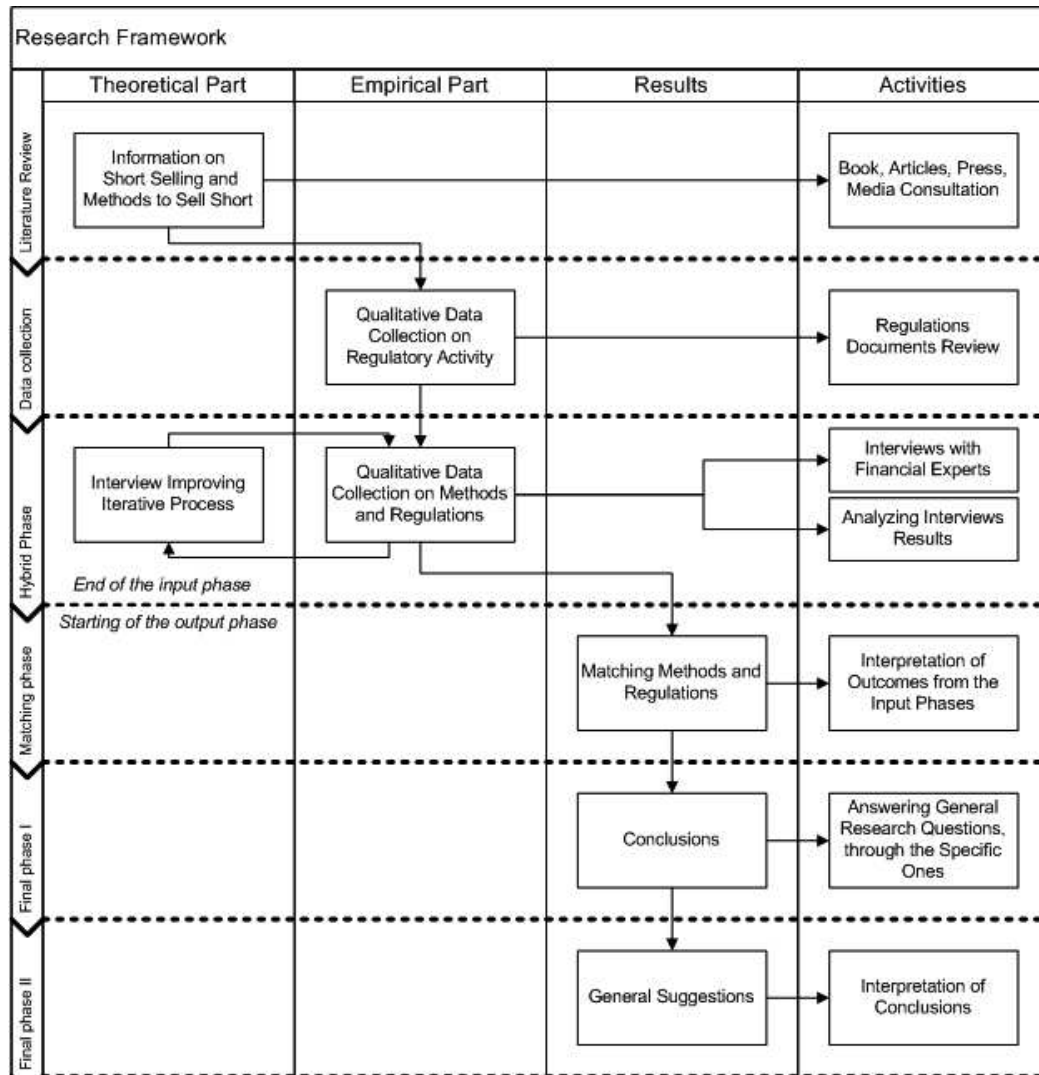 Research Framework
Theoretical Part
Empirical Part
Results
Activities
Literature Review
Information on
Short Selling and
Methods to Sell Short
Book, Articles, Press,
Media Consultation
Data collection
Qualitative Data
Collection on
Regulatory Activity
Regulations
Documents Review
Hybrid Phase
Interview Improving
Iterative Process
Qualitative Data
Collection on Methods
and Regulations
Interviews with
Financial Experts
Analyzing Interviews
Results
End of the input phase
Starting of the output phase
Matching phase
Matching Methods and
Regulations
Interpretation of
Outcomes from the
Input Phases
Final phase I
Conclusions
Answering General
Research Questions,
through the Specific
Ones
Final phase II
General Suggestions
Interpretation of
Conclusions